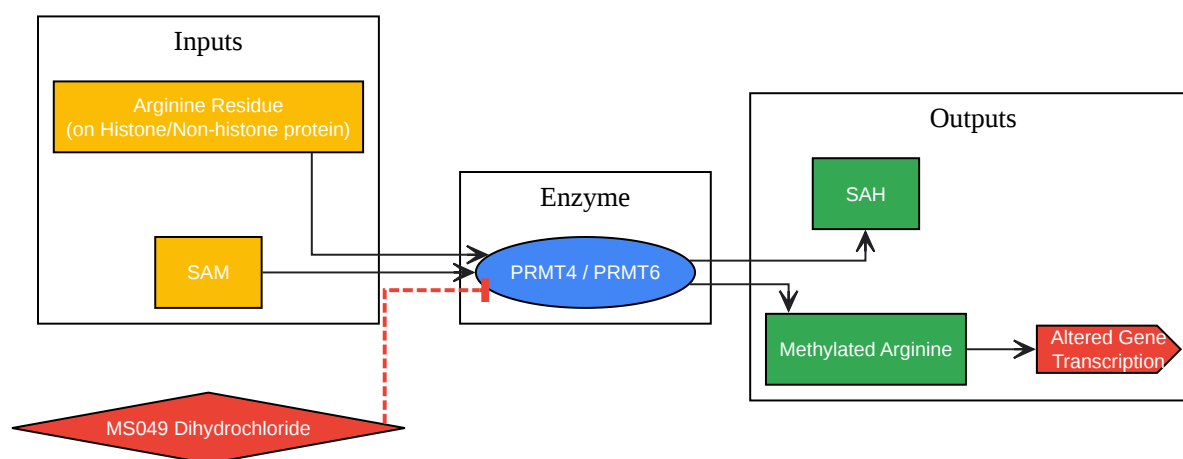 Inputs
Arginine Residue
(on Histone/Non-histone protein)
SAM
Enzyme
PRMT4 / PRMT6
Outputs
SAH
Methylated Arginine
Altered Gene
Transcription
MS049 Dihydrochloride